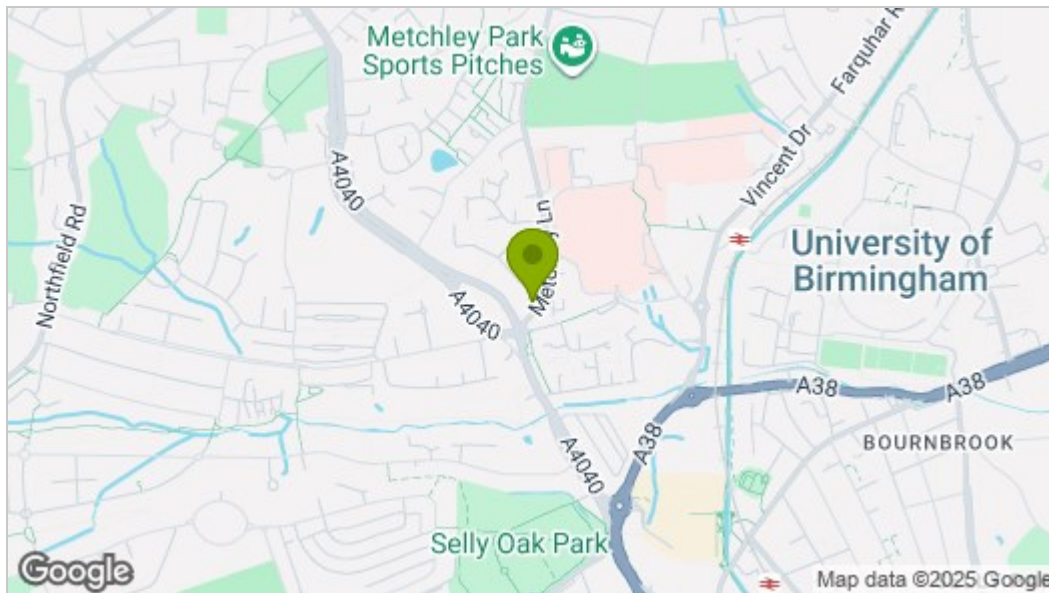 Metchley Park
Sports Pitches
Farquhar R
Vincent Dr
A4040
Northfield Rd
University of
Birmingham
A4040
A38
A38
BOURNBROOK
A38
A4040
Selly Oak Park
Google
Map data ©2025 Google